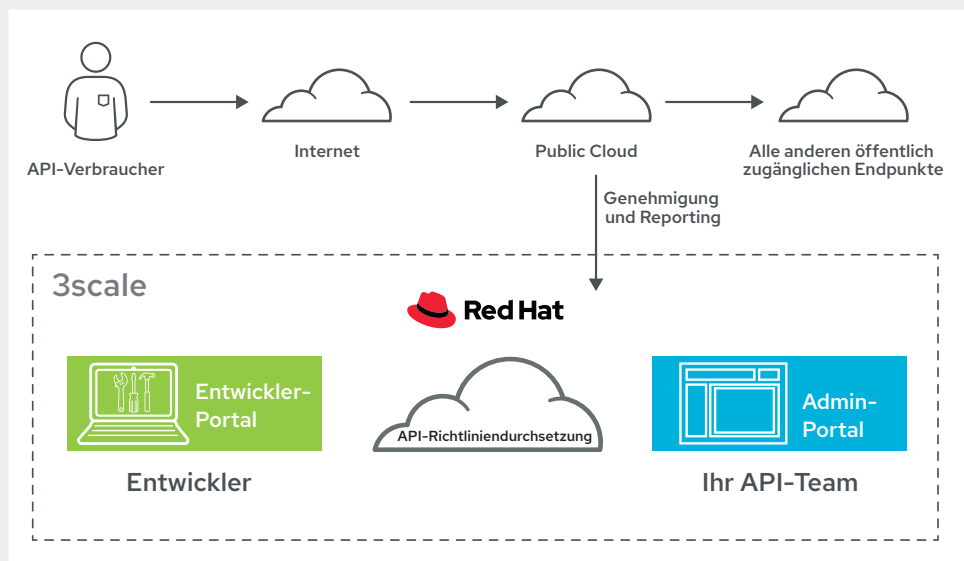 API-Verbraucher
Internet
Public Cloud
Alle anderen öffentlich
zugänglichen Endpunkte
Genehmigung
und Reporting
3scale
Red Hat
Entwickler-
Portal
API-Richtliniendurchsetzung
Admin-
Portal
Entwickler
Ihr API-Team